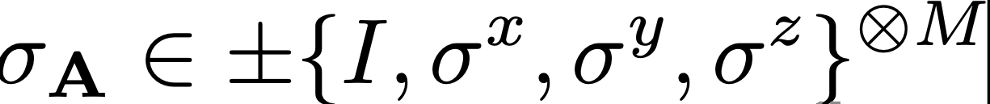 σ_A ∈ ±{I, σ^x, σ^y, σ^z}^{⊗M}